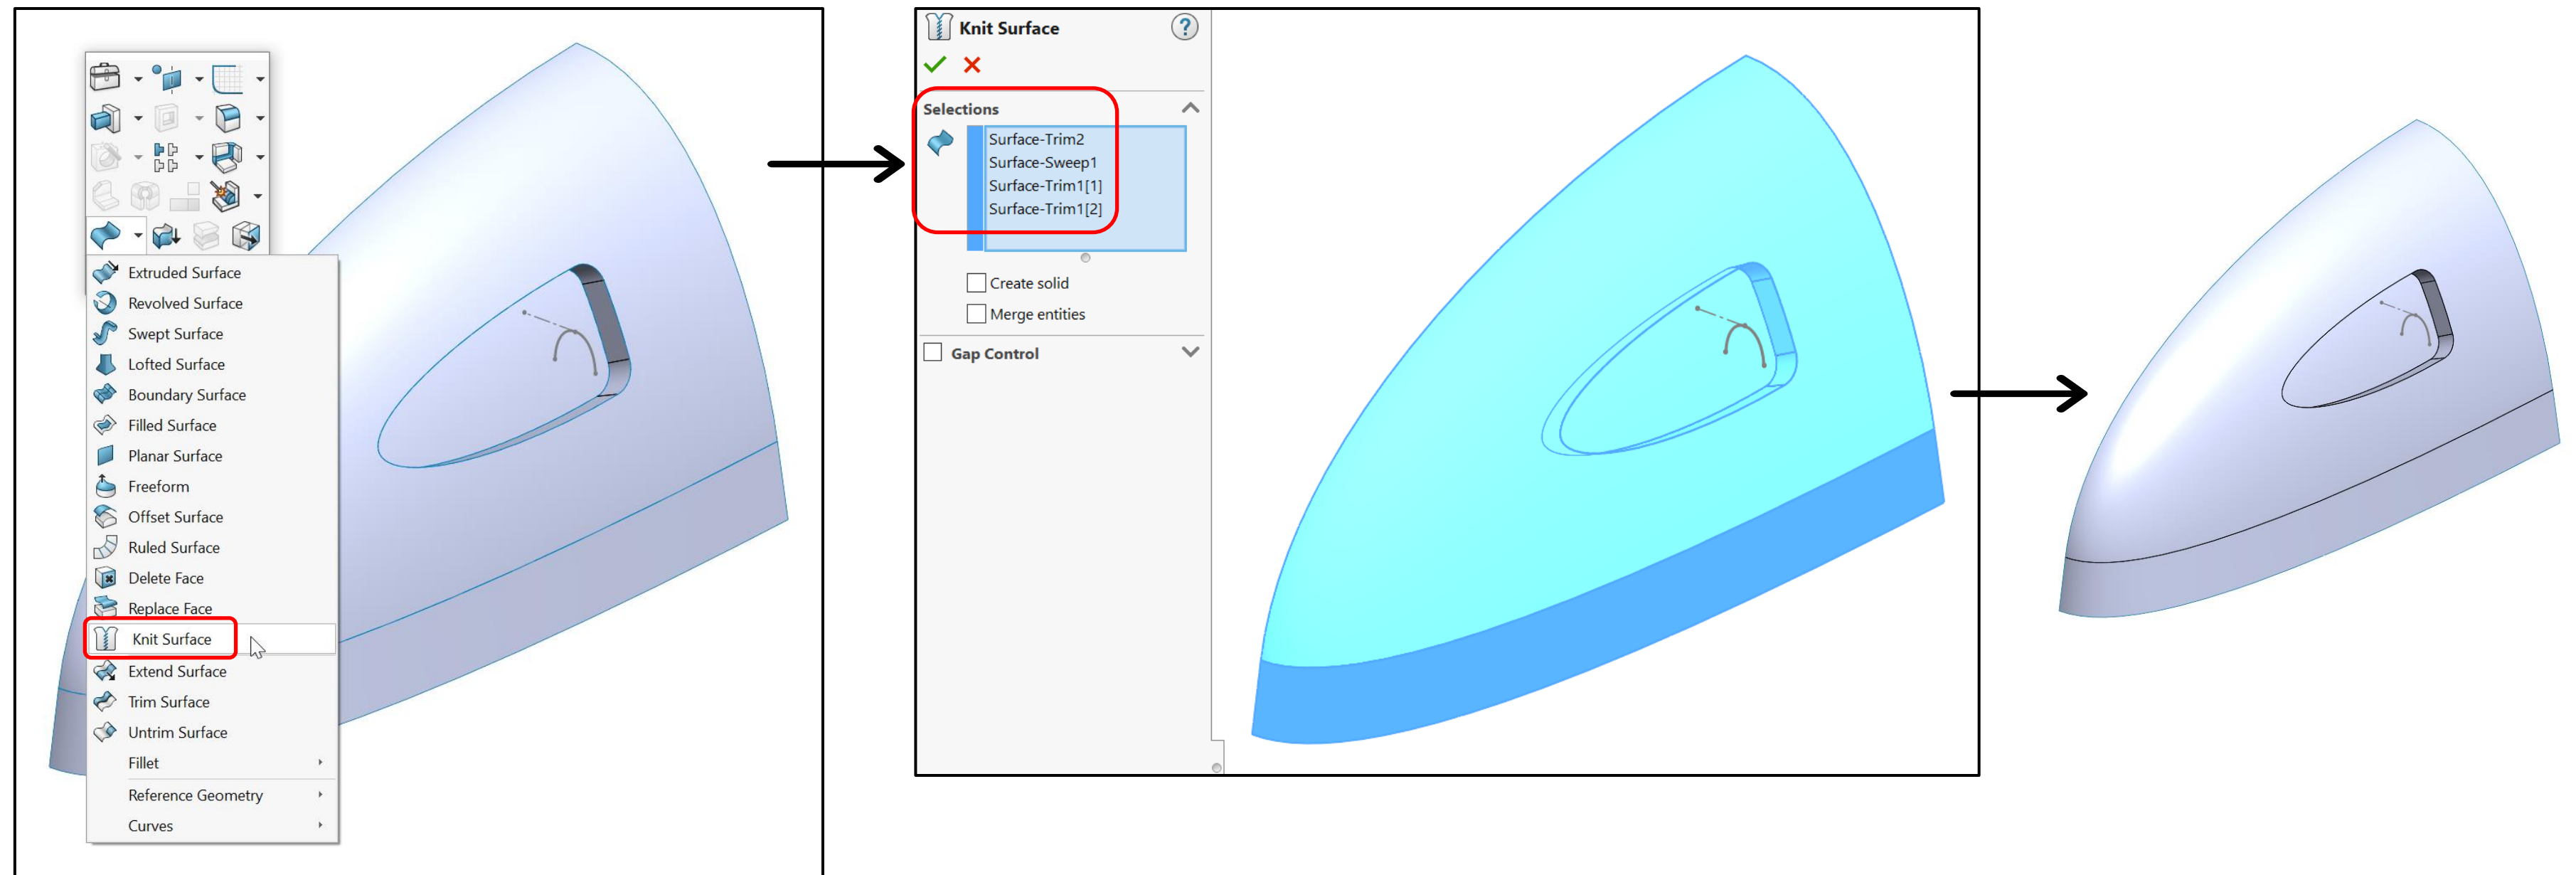 Extruded Surface
Revolved Surface
Swept Surface
Lofted Surface
Boundary Surface
Filled Surface
Planar Surface
Freeform
Offset Surface
Ruled Surface
Delete Face
Replace Face
Knit Surface
Extend Surface
Trim Surface
Untrim Surface
Fillet
Reference Geometry
Curves
Knit Surface
?
Selections
Surface-Trim2
Surface-Sweep1
Surface-Trim1[1]
Surface-Trim1[2]
Create solid
Merge entities
Gap Control